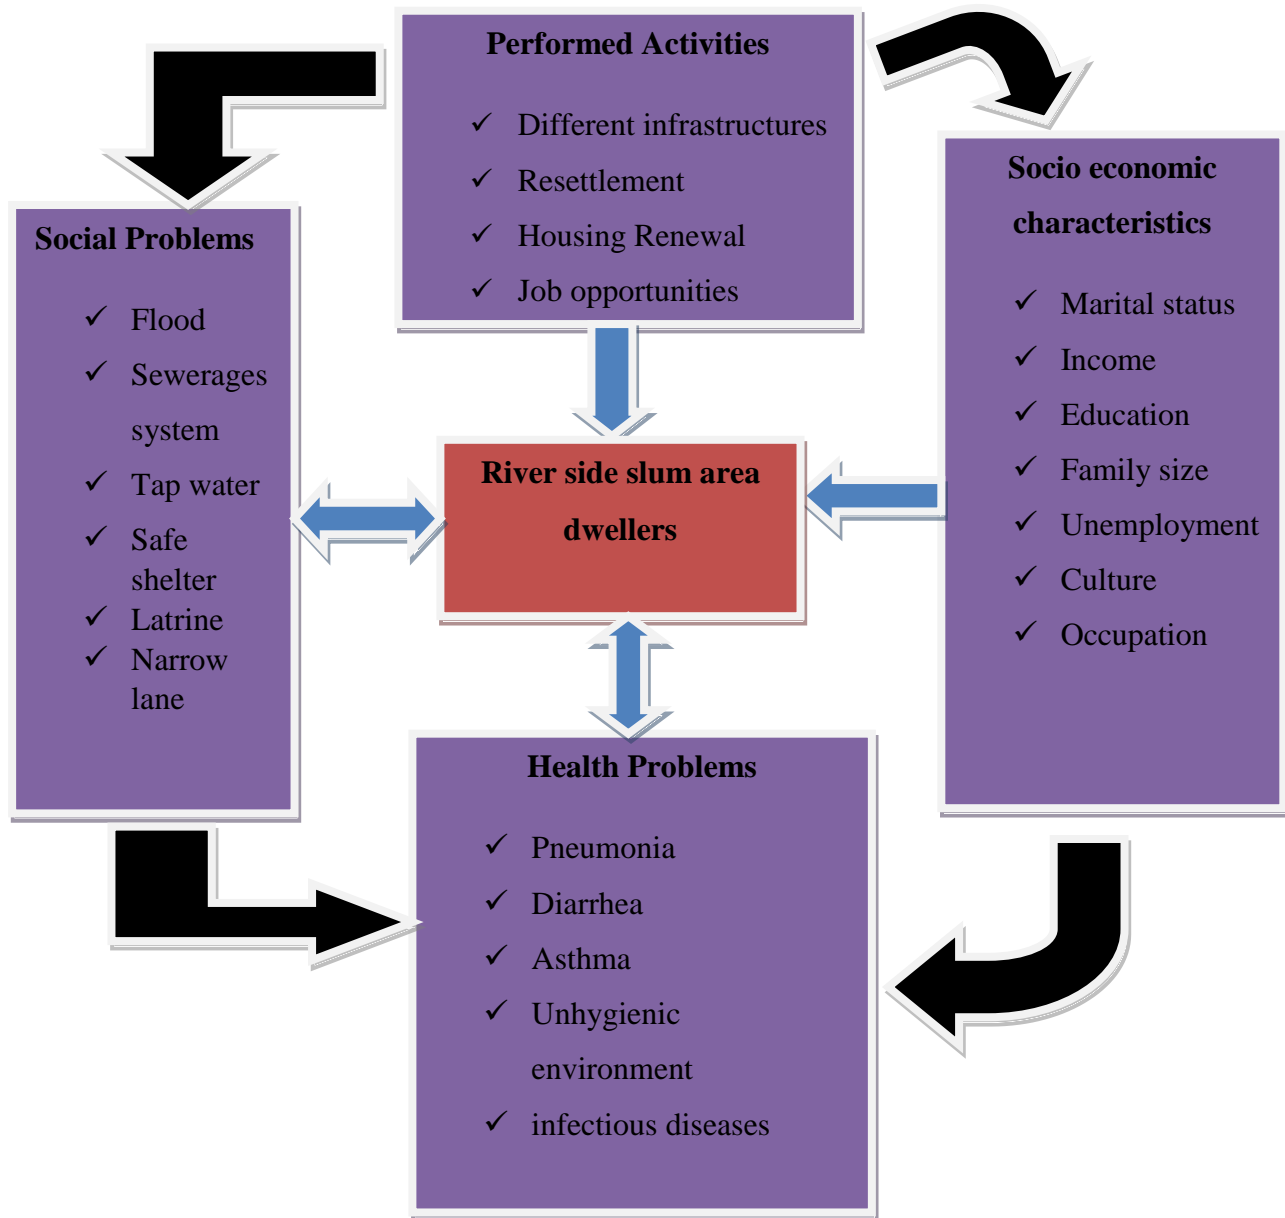 Performed Activities
✓ Different infrastructures
✓ Resettlement
✓ Housing Renewal
✓ Job opportunities
Social Problems
✓ Flood
✓ Sewerages
system
✓ Tap water
✓ Safe
shelter
✓ Latrine
✓ Narrow
lane
River side slum area
dwellers
Socio economic
characteristics
✓ Marital status
✓ Income
✓ Education
✓ Family size
✓ Unemployment
✓ Culture
✓ Occupation
Health Problems
✓ Pneumonia
✓ Diarrhea
✓ Asthma
✓ Unhygienic
environment
✓ infectious diseases